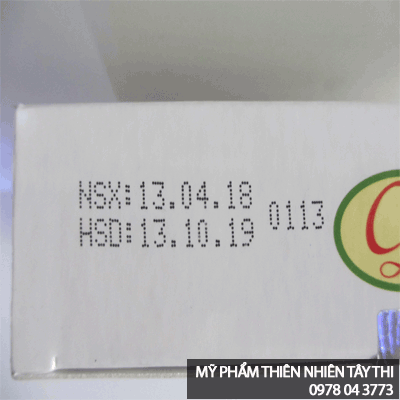 NSX:13.04.18
HSD:13.10.19
0113
MỸ PHẨM THIÊN NHIÊN TÂY THI
0978 04 3773